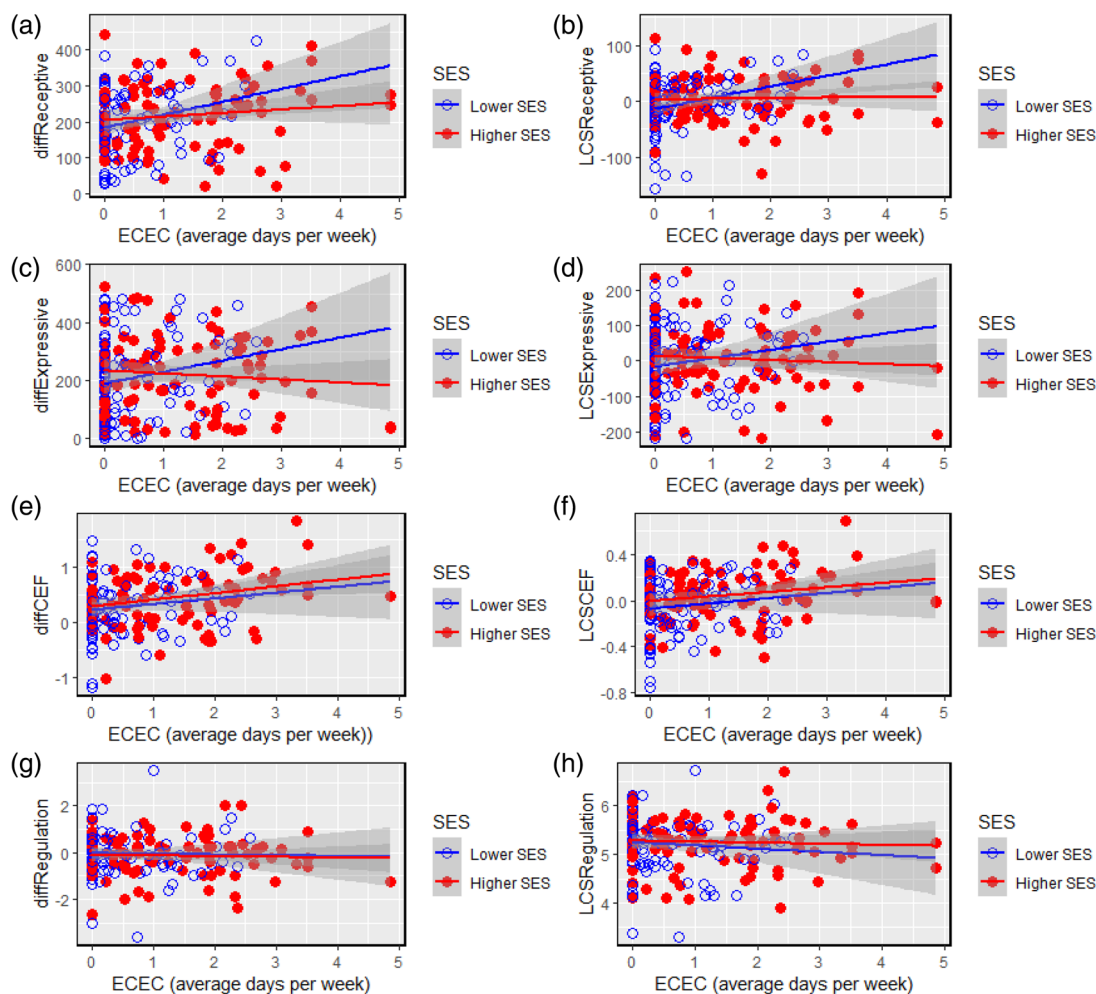 (a)
diffReceptive
400
300
200
100
0
0 1 2 3 4 5
ECEC (average days per week)
SES
Lower SES
Higher SES
(b)
LCSReceptive
100
0
-100
0 1 2 3 4 5
ECEC (average days per week)
SES
Lower SES
Higher SES
(c)
diffExpressive
600
400
200
0
0 1 2 3 4 5
ECEC (average days per week)
SES
Lower SES
Higher SES
(d)
LCSExpressive
200
100
0
-100
-200
0 1 2 3 4 5
ECEC (average days per week)
SES
Lower SES
Higher SES
(e)
diffCEF
1
0
-1
0 1 2 3 4 5
ECEC (average days per week))
SES
Lower SES
Higher SES
(f)
LSCCEF
0.4
0.0
-0.4
-0.8
0 1 2 3 4 5
ECEC (average days per week)
SES
Lower SES
Higher SES
(g)
diffRegulation
2
0
-2
0 1 2 3 4 5
ECEC (average days per week)
SES
Lower SES
Higher SES
(h)
LCSRegulation
6
5
4
0 1 2 3 4 5
ECEC (average days per week)
SES
Lower SES
Higher SES